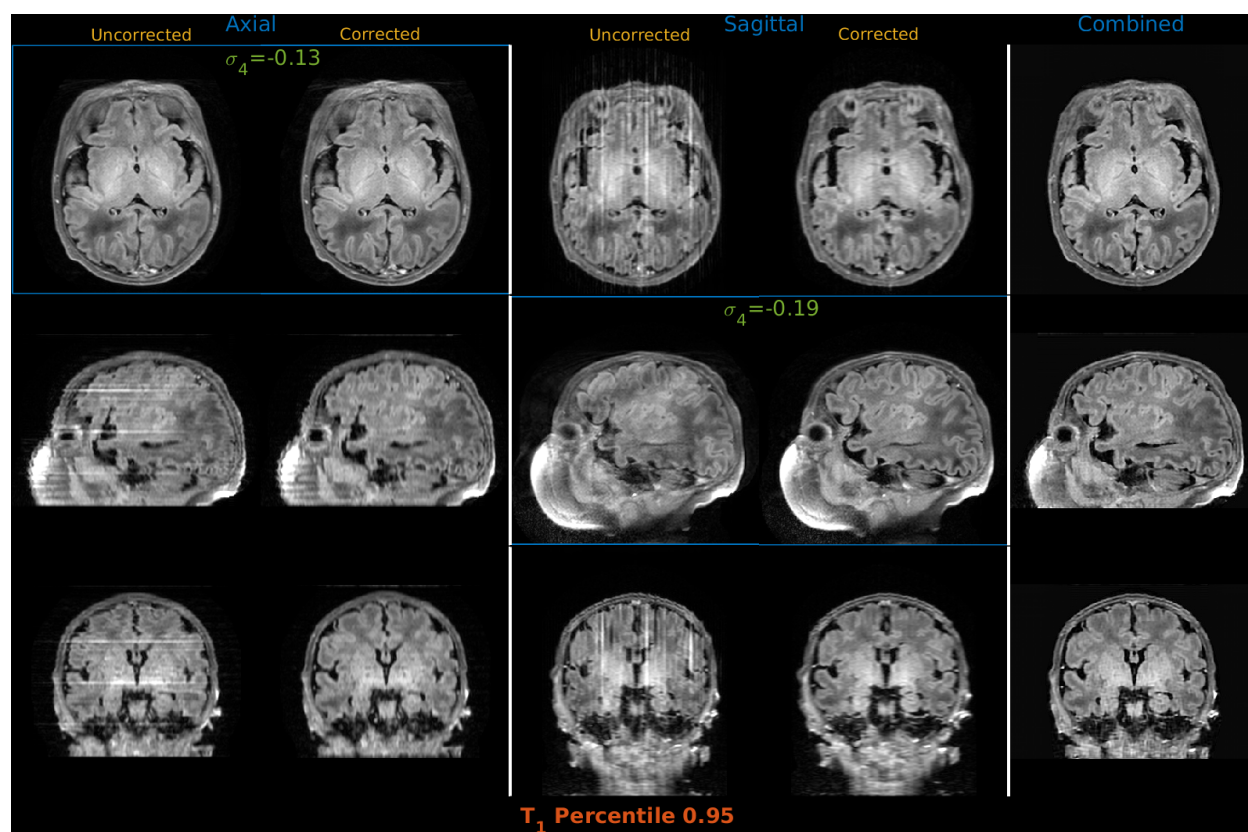 Axial
Sagittal
Combined
Uncorrected
Corrected
Uncorrected
Corrected
σ₄=-0.13
σ₄=-0.19
T₁ Percentile 0.95